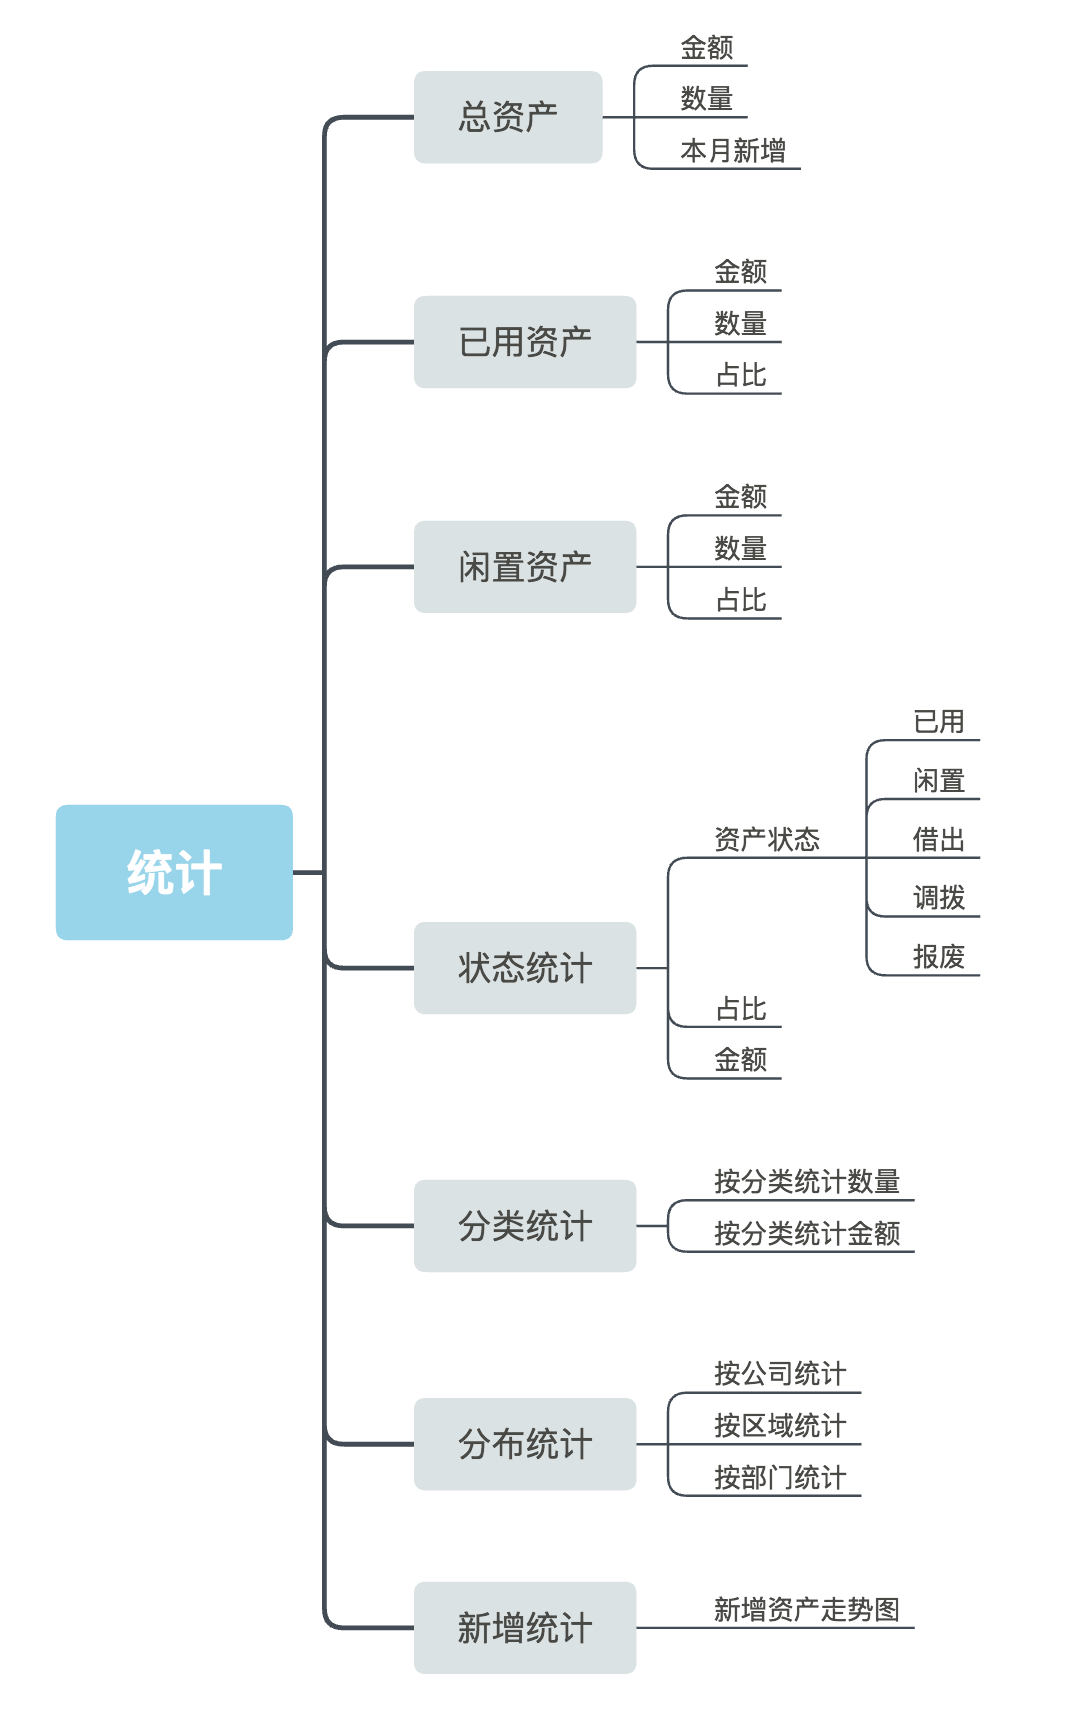 统计
总资产
金额
数量
本月新增
已用资产
金额
数量
占比
闲置资产
金额
数量
占比
状态统计
资产状态
已用
闲置
借出
调拨
报废
占比
金额
分类统计
按分类统计数量
按分类统计金额
分布统计
按公司统计
按区域统计
按部门统计
新增统计
新增资产走势图